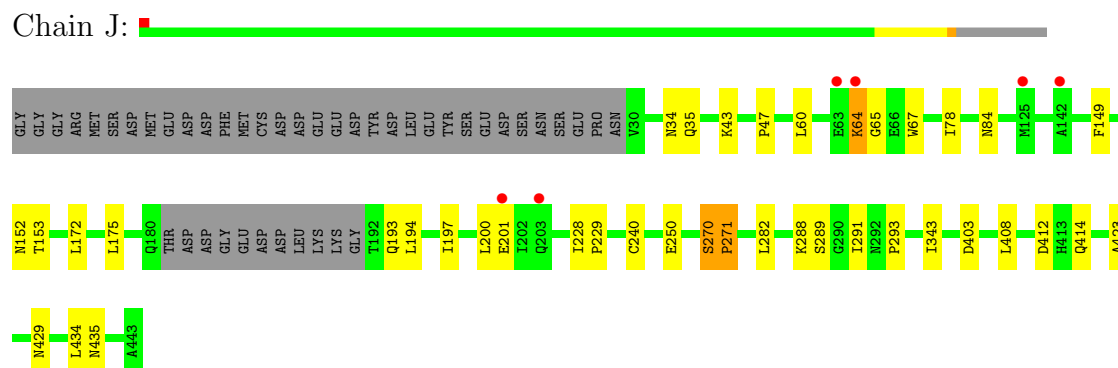 Chain J:
GLY GLY GLY ARG MET SER ASP MET GLU ASP ASP PHE MET CYS ASP ASP GLU GLU ASP TYR ASP LEU GLU TYR SER GLU ASP SER ASN SER GLU PRO ASN V30 N34 Q35 K43 P47 L60 E63 K64 G65 E66 W67 I78 N84 M125 A142 F149
N152 T153 L172 L175 Q180 THR ASP ASP GLY GLU ASP ASP LEU LYS LYS GLY T192 Q193 L194 I197 L200 E201 I202 Q203 I228 P229 C240 E250 S270 P271 L282 K288 S289 G290 I291 N292 P293 I343 D403 L408 D412 H413 Q414 A423
N429 L434 N435 A443